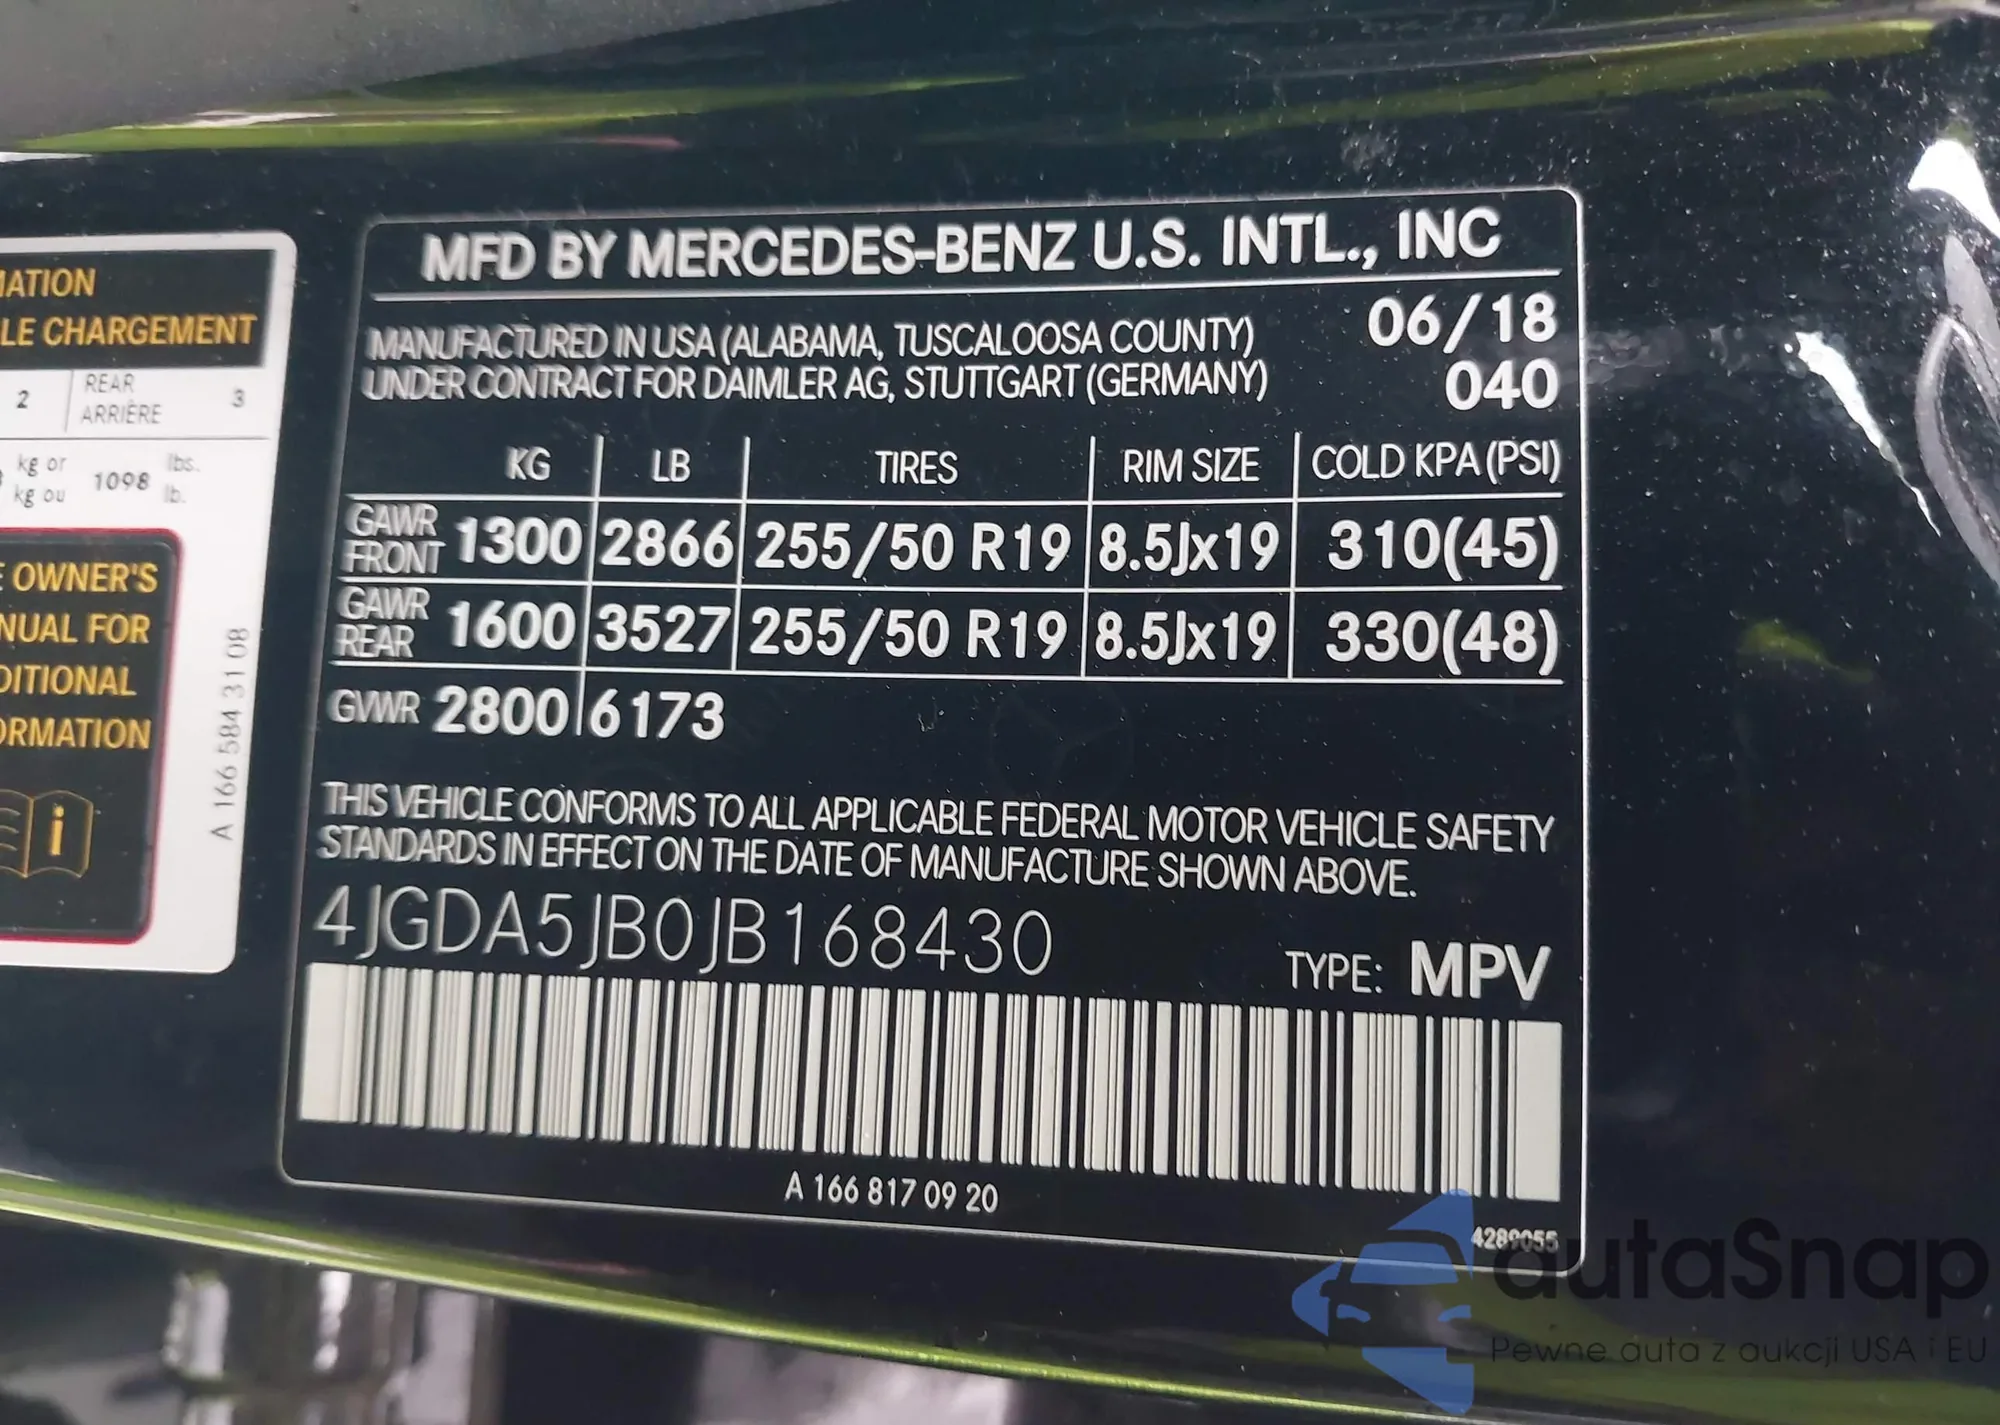 MATION
LE CHARGEMENT
2 REAR ARRIÈRE 3
kg or 1098 lbs.
kg ou lb.
OWNER'S
NUAL FOR
DITIONAL
ORMATION
i
A 166 584 31 08
MFD BY MERCEDES-BENZ U.S. INTL., INC
MANUFACTURED IN USA (ALABAMA, TUSCALOOSA COUNTY) 06/18
UNDER CONTRACT FOR DAIMLER AG, STUTTGART (GERMANY) 040
KG LB TIRES RIM SIZE COLD KPA (PSI)
GAWR FRONT 1300 2866 255/50 R19 8.5Jx19 310(45)
GAWR REAR 1600 3527 255/50 R19 8.5Jx19 330(48)
GVWR 2800 6173
THIS VEHICLE CONFORMS TO ALL APPLICABLE FEDERAL MOTOR VEHICLE SAFETY
STANDARDS IN EFFECT ON THE DATE OF MANUFACTURE SHOWN ABOVE.
4JGDA5JB0JB168430
TYPE: MPV
A 166 817 09 20
4289055
autaSnap
Pewne auta z aukcji USA i EU